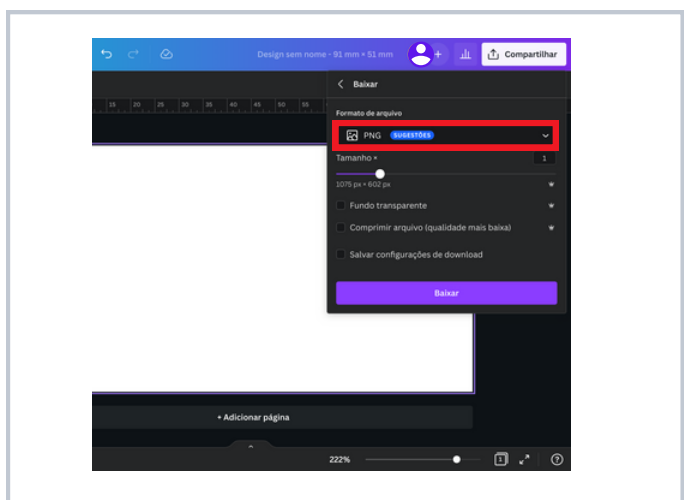 Design sem nome - 91 mm × 51 mm
+
Compartilhar
Baixar
15 20 25 30 35 40 45 50 55
Formato de arquivo
PNG SUGESTÕES
Tamanho × 1
1075 px × 602 px
Fundo transparente
Comprimir arquivo (qualidade mais baixa)
Salvar configurações de download
Baixar
+ Adicionar página
222% 1 ?